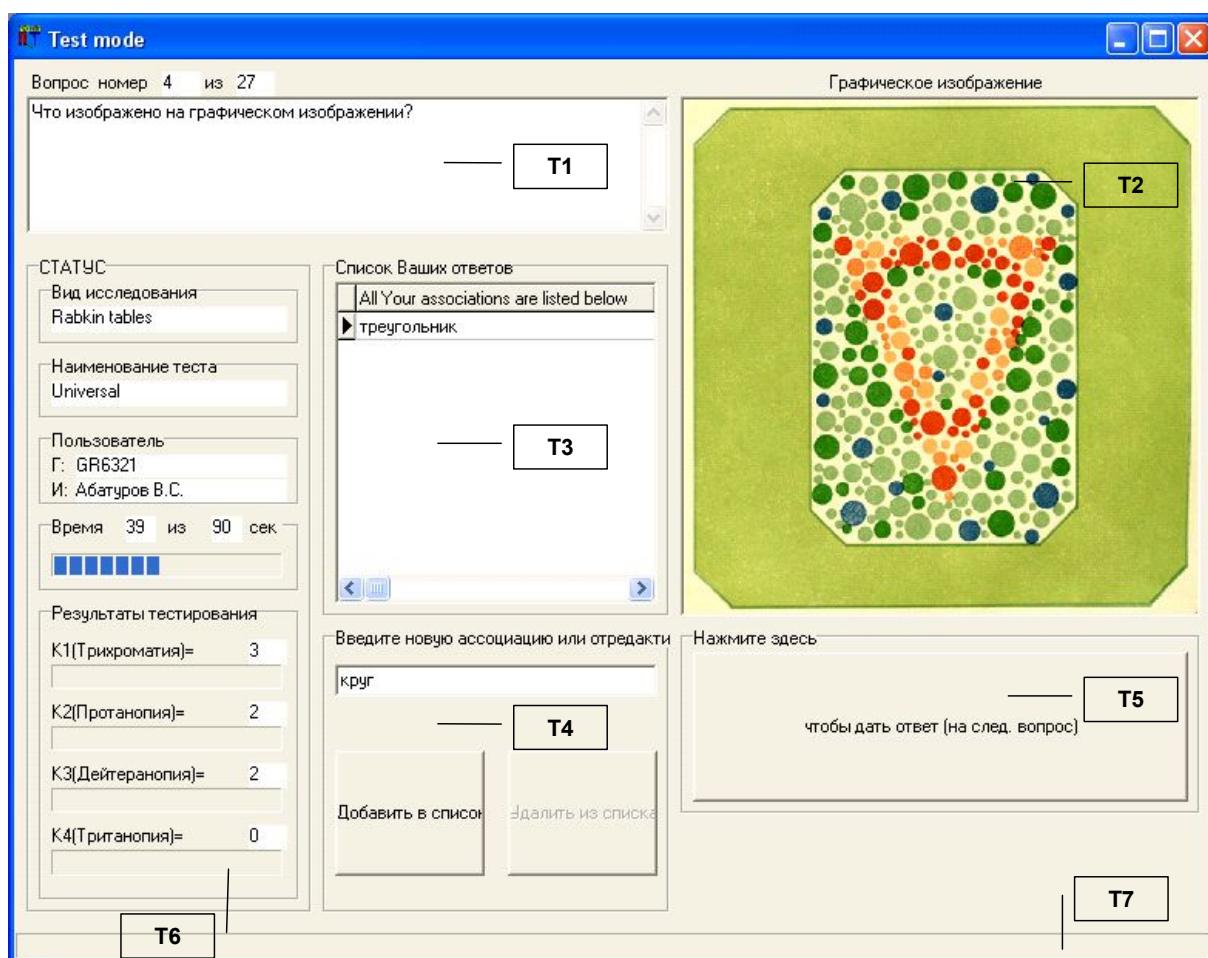 Test mode
Вопрос номер 4 из 27
Графическое изображение
Что изображено на графическом изображении?
T1
T2
СТАТУС
Вид исследования
Rabkin tables
Наименование теста
Universal
Пользователь
Г: GR6321
И: Абатуров В.С.
Время 39 из 90 сек
Результаты тестирования
K1(Трихроматия)= 3
K2(Протанопия)= 2
K3(Дейтеранопия)= 2
K4(Тританопия)= 0
T6
Список Ваших ответов
All Your associations are listed below
треугольник
T3
Введите новую ассоциацию или отредакти
круг
T4
Добавить в список
Удалить из списка
Нажмите здесь
T5
чтобы дать ответ (на след. вопрос)
T7